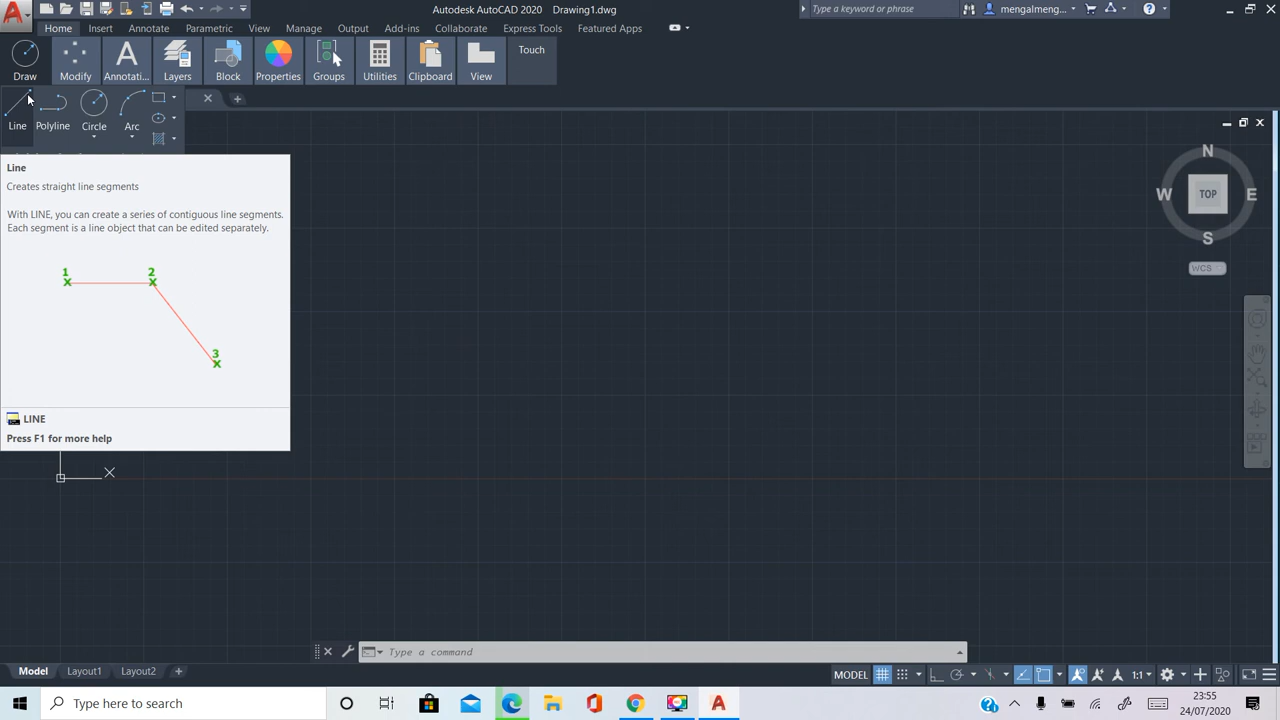 Autodesk AutoCAD 2020 Drawing1.dwg
Type a keyword or phrase
mengalmeng...
Home Insert Annotate Parametric View Manage Output Add-ins Collaborate Express Tools Featured Apps
Draw Modify Annotati... Layers Block Properties Groups Utilities Clipboard View Touch
Line Polyline Circle Arc
Line
Creates straight line segments
With LINE, you can create a series of contiguous line segments.
Each segment is a line object that can be edited separately.
1 2
3
LINE
Press F1 for more help
N
W TOP E
S
WCS
X
Type a command
Model Layout1 Layout2 +
MODEL 1:1
Type here to search
23:55
24/07/2020